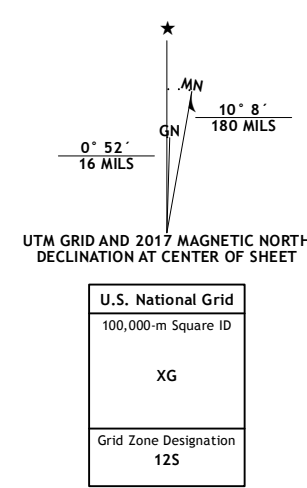 ★
MN
10° 8´
180 MILS
GN
0° 52´
16 MILS
UTM GRID AND 2017 MAGNETIC NORTH
DECLINATION AT CENTER OF SHEET
U.S. National Grid
100,000-m Square ID
XG
Grid Zone Designation
12S